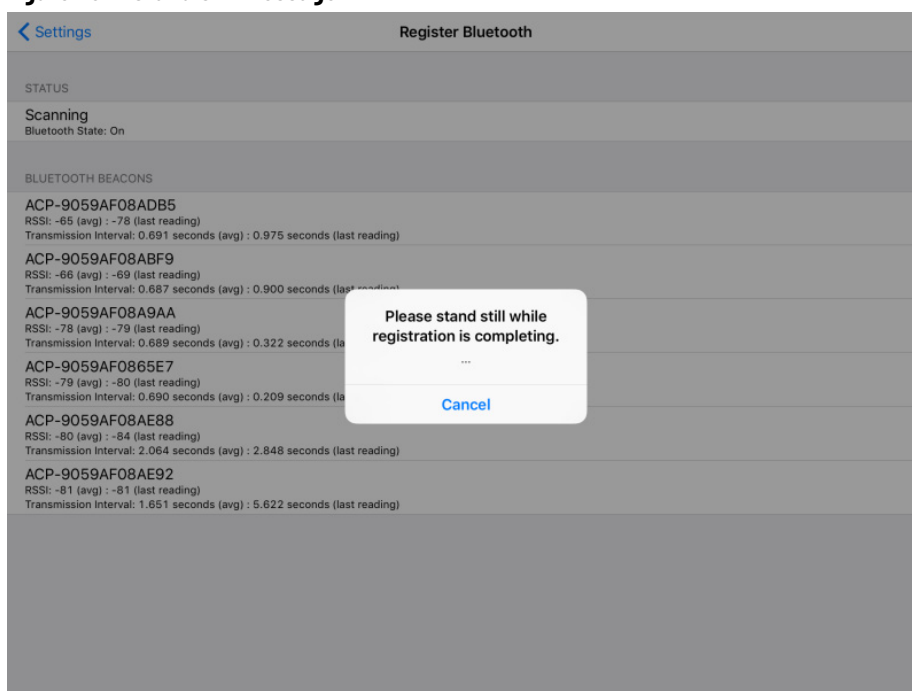 Settings
Register Bluetooth
STATUS
Scanning
Bluetooth State: On
BLUETOOTH BEACONS
ACP-9059AF08ADB5
RSSI: -65 (avg) : -78 (last reading)
Transmission Interval: 0.691 seconds (avg) : 0.975 seconds (last reading)
ACP-9059AF08ABF9
RSSI: -66 (avg) : -69 (last reading)
Transmission Interval: 0.687 seconds (avg) : 0.900 seconds (last reading)
ACP-9059AF08A9AA
RSSI: -78 (avg) : -79 (last reading)
Transmission Interval: 0.689 seconds (avg) : 0.322 seconds (la
ACP-9059AF0865E7
RSSI: -79 (avg) : -80 (last reading)
Transmission Interval: 0.690 seconds (avg) : 0.209 seconds (la
ACP-9059AF08AE88
RSSI: -80 (avg) : -84 (last reading)
Transmission Interval: 2.064 seconds (avg) : 2.848 seconds (last reading)
ACP-9059AF08AE92
RSSI: -81 (avg) : -81 (last reading)
Transmission Interval: 1.651 seconds (avg) : 5.622 seconds (last reading)
Please stand still while
registration is completing.
...
Cancel